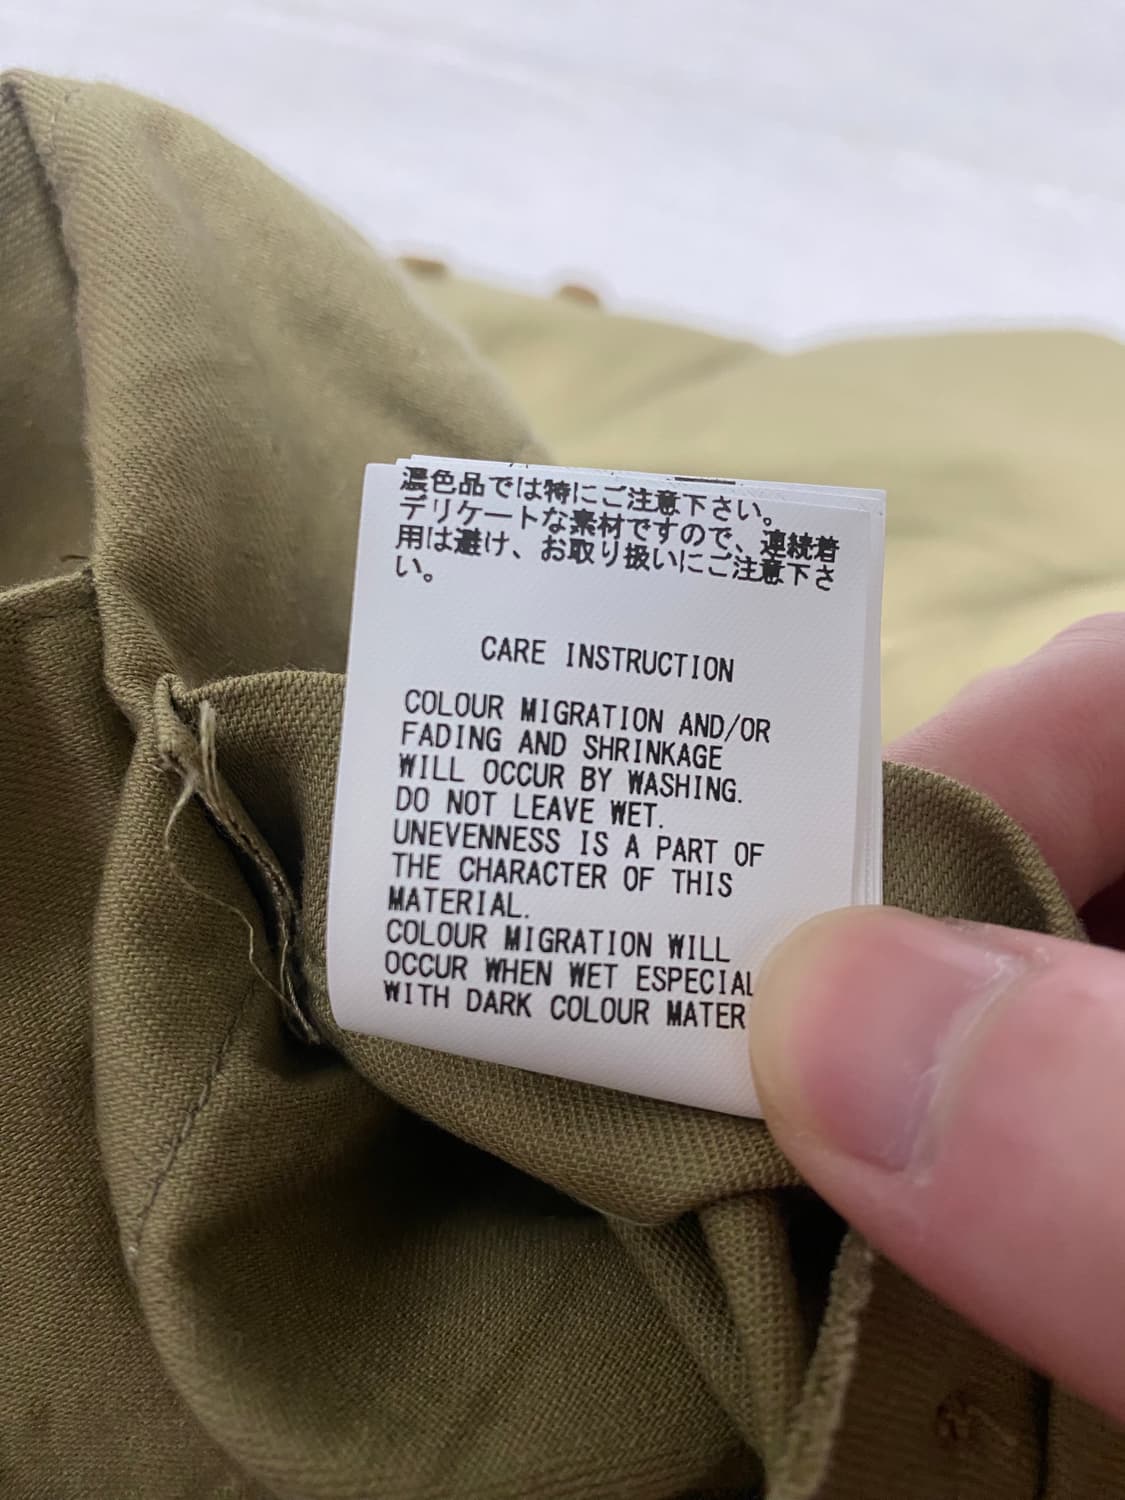 濃色品では特にご注意下さい。
デリケートな素材ですので、連続着
用は避け、お取り扱いにご注意下さ
い。
CARE INSTRUCTION
COLOUR MIGRATION AND/OR
FADING AND SHRINKAGE
WILL OCCUR BY WASHING.
DO NOT LEAVE WET.
UNEVENNESS IS A PART OF
THE CHARACTER OF THIS
MATERIAL.
COLOUR MIGRATION WILL
OCCUR WHEN WET ESPECIAL
WITH DARK COLOUR MATER